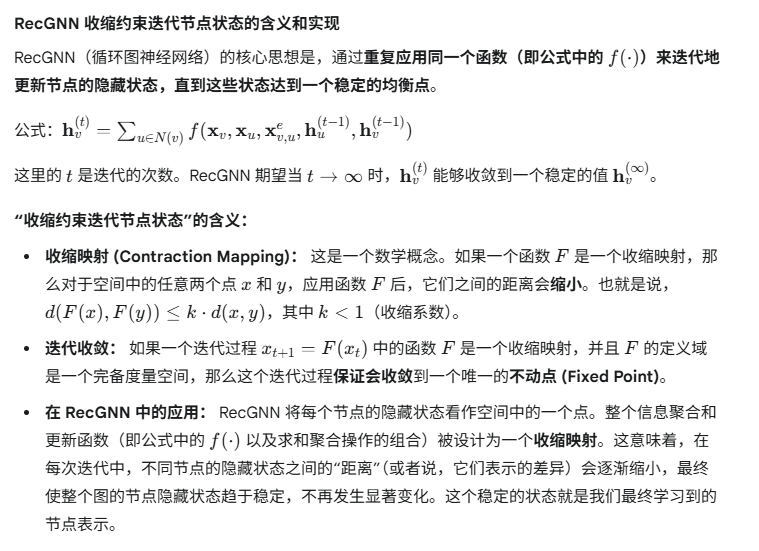 RecGNN 收缩约束迭代节点状态的含义和实现
RecGNN（循环图神经网络）的核心思想是，通过重复应用同一个函数（即公式中的 f(·)）来迭代地
更新节点的隐藏状态，直到这些状态达到一个稳定的均衡点。
公式：$\mathbf{h}_v^{(t)} = \sum_{u \in N(v)} f(\mathbf{x}_v, \mathbf{x}_u, \mathbf{x}_{v,u}^e, \mathbf{h}_u^{(t-1)}, \mathbf{h}_v^{(t-1)})$
这里的 $t$ 是迭代的次数。RecGNN 期望当 $t \to \infty$ 时，$\mathbf{h}_v^{(t)}$ 能够收敛到一个稳定的值 $\mathbf{h}_v^{(\infty)}$。
“收缩约束迭代节点状态”的含义：
• 收缩映射 (Contraction Mapping)： 这是一个数学概念。如果一个函数 $F$ 是一个收缩映射，那
么对于空间中的任意两个点 $x$ 和 $y$，应用函数 $F$ 后，它们之间的距离会缩小。也就是说，
$d(F(x), F(y)) \leq k \cdot d(x, y)$，其中 $k < 1$（收缩系数）。
• 迭代收敛： 如果一个迭代过程 $x_{t+1} = F(x_t)$ 中的函数 $F$ 是一个收缩映射，并且 $F$ 的定义域
是一个完备度量空间，那么这个迭代过程保证会收敛到一个唯一的不动点 (Fixed Point)。
• 在 RecGNN 中的应用： RecGNN 将每个节点的隐藏状态看作空间中的一个点。整个信息聚合和
更新函数（即公式中的 $f(\cdot)$ 以及求和聚合操作的组合）被设计为一个收缩映射。这意味着，在
每次迭代中，不同节点的隐藏状态之间的“距离”（或者说，它们表示的差异）会逐渐缩小，最终
使整个图的节点隐藏状态趋于稳定，不再发生显著变化。这个稳定的状态就是我们最终学习到的
节点表示。